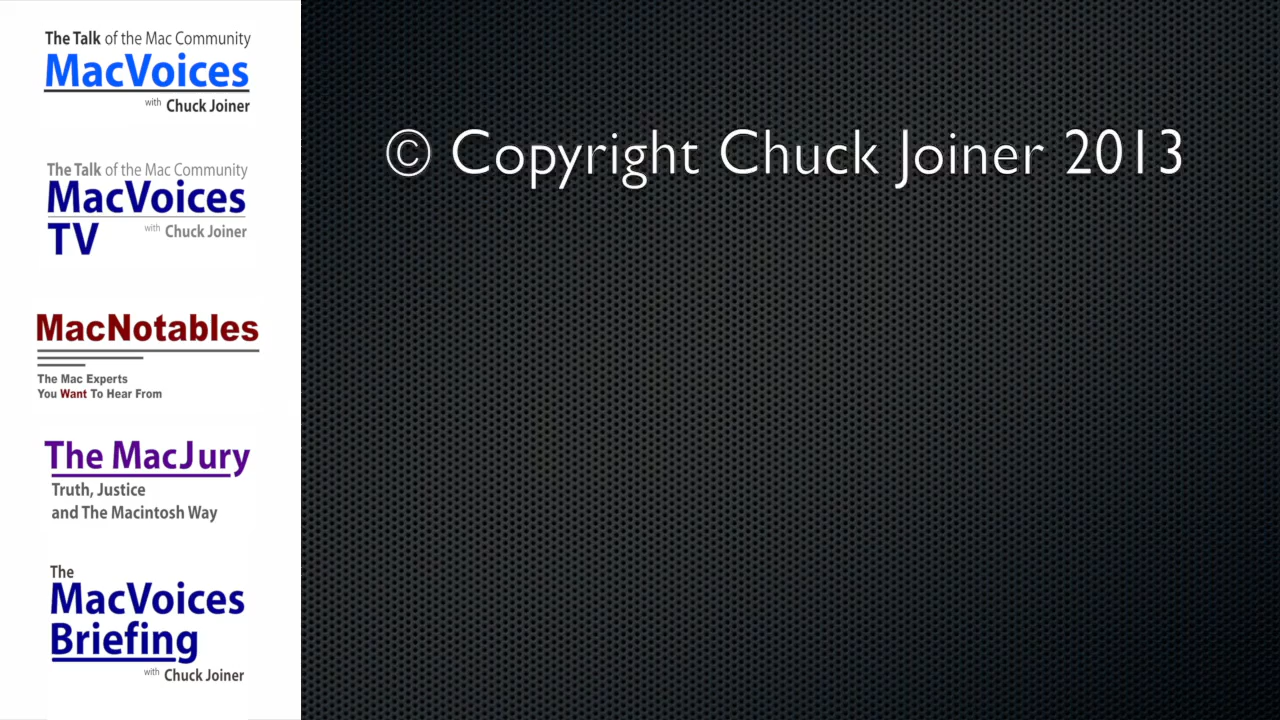 The Talk of the Mac Community
MacVoices
with Chuck Joiner
The Talk of the Mac Community
MacVoices
TV
with Chuck Joiner
MacNotables
The Mac Experts
You Want To Hear From
The MacJury
Truth, Justice
and The Macintosh Way
The
MacVoices
Briefing
with Chuck Joiner
© Copyright Chuck Joiner 2013